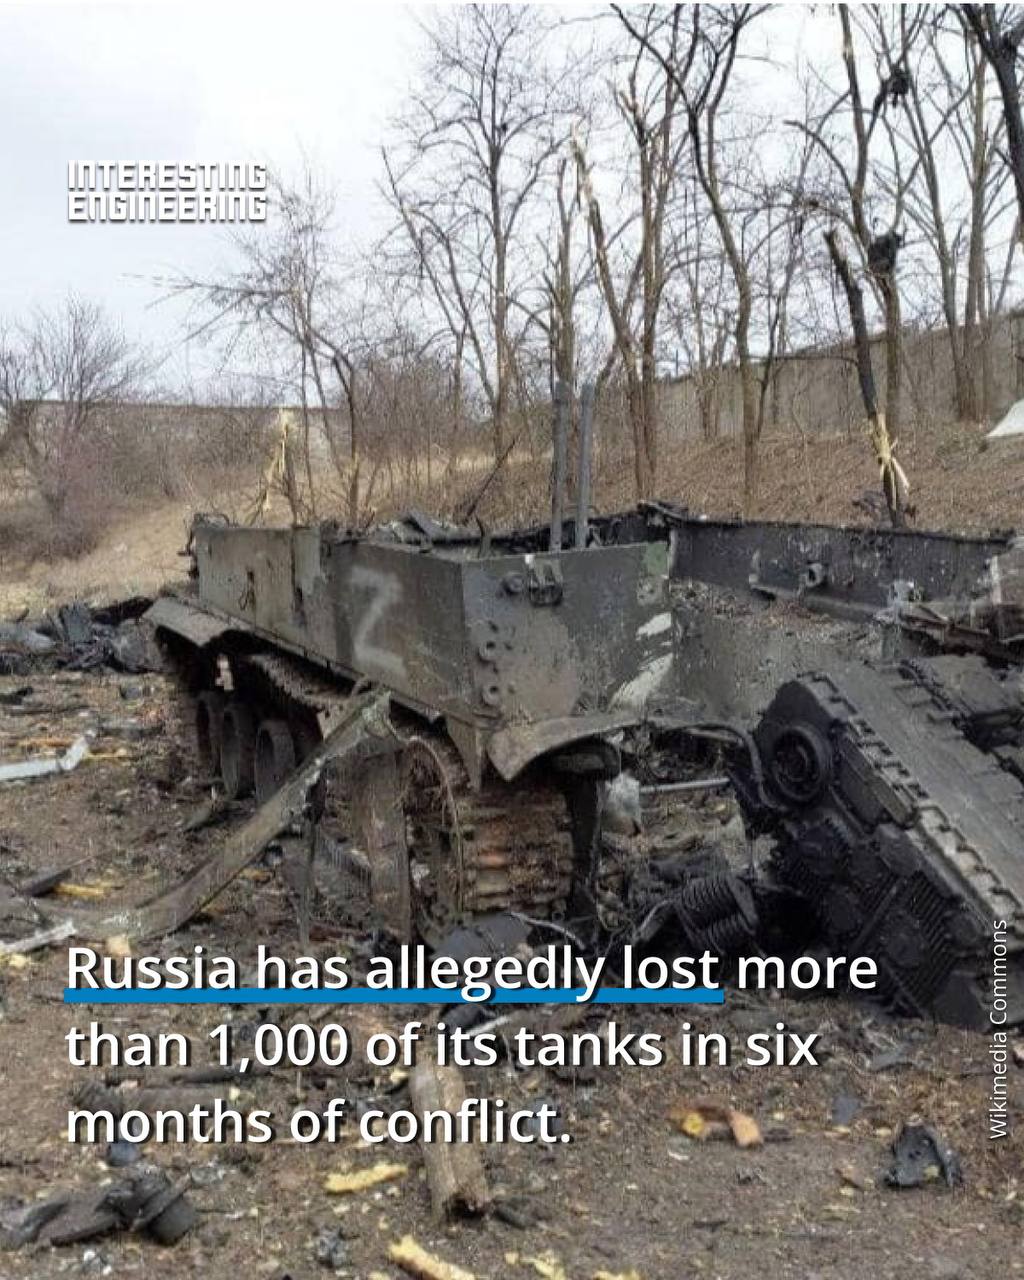 INTERESTING
ENGINEERING
Z
Russia has allegedly lost more
than 1,000 of its tanks in six
months of conflict.
Wikimedia Commons